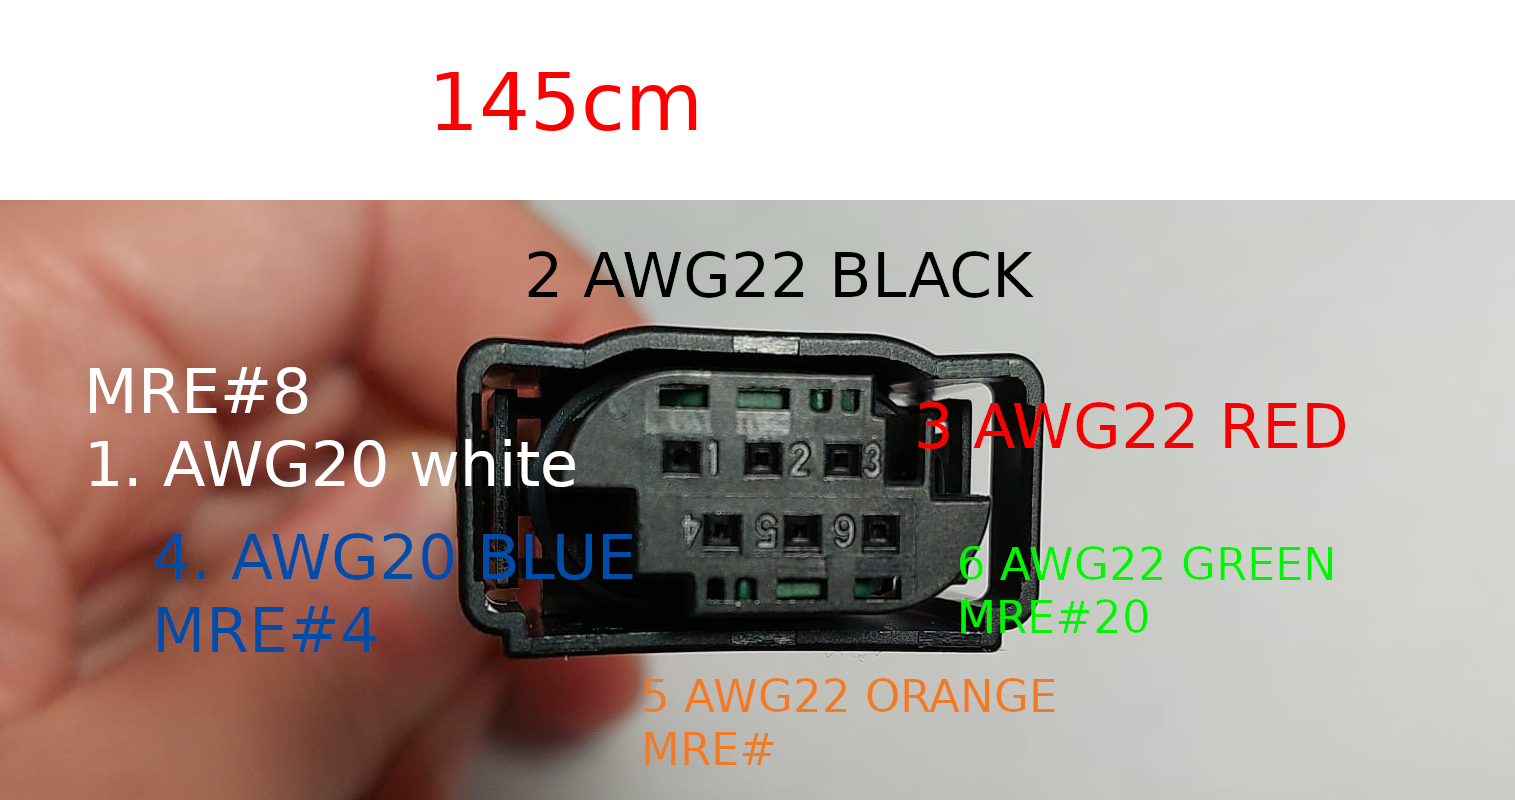 145cm
2 AWG22 BLACK
MRE#8
1. AWG20 white
3 AWG22 RED
1 2 3
4 5 6
4. AWG20 BLUE
MRE#4
6 AWG22 GREEN
MRE#20
5 AWG22 ORANGE
MRE#